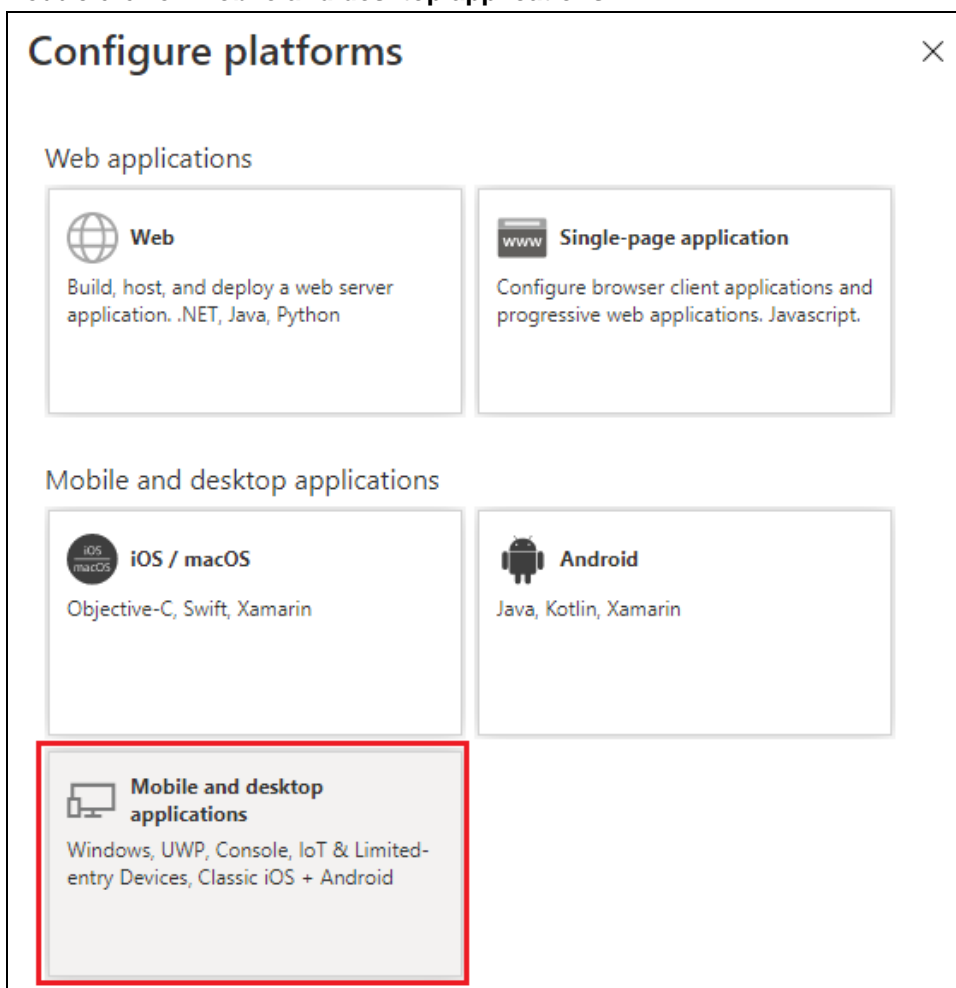 Configure platforms
Web applications
Web
Build, host, and deploy a web server
application. .NET, Java, Python
www
Single-page application
Configure browser client applications and
progressive web applications. Javascript.
Mobile and desktop applications
iOS
macOS
iOS / macOS
Objective-C, Swift, Xamarin
Android
Java, Kotlin, Xamarin
Mobile and desktop
applications
Windows, UWP, Console, IoT & Limited-
entry Devices, Classic iOS + Android